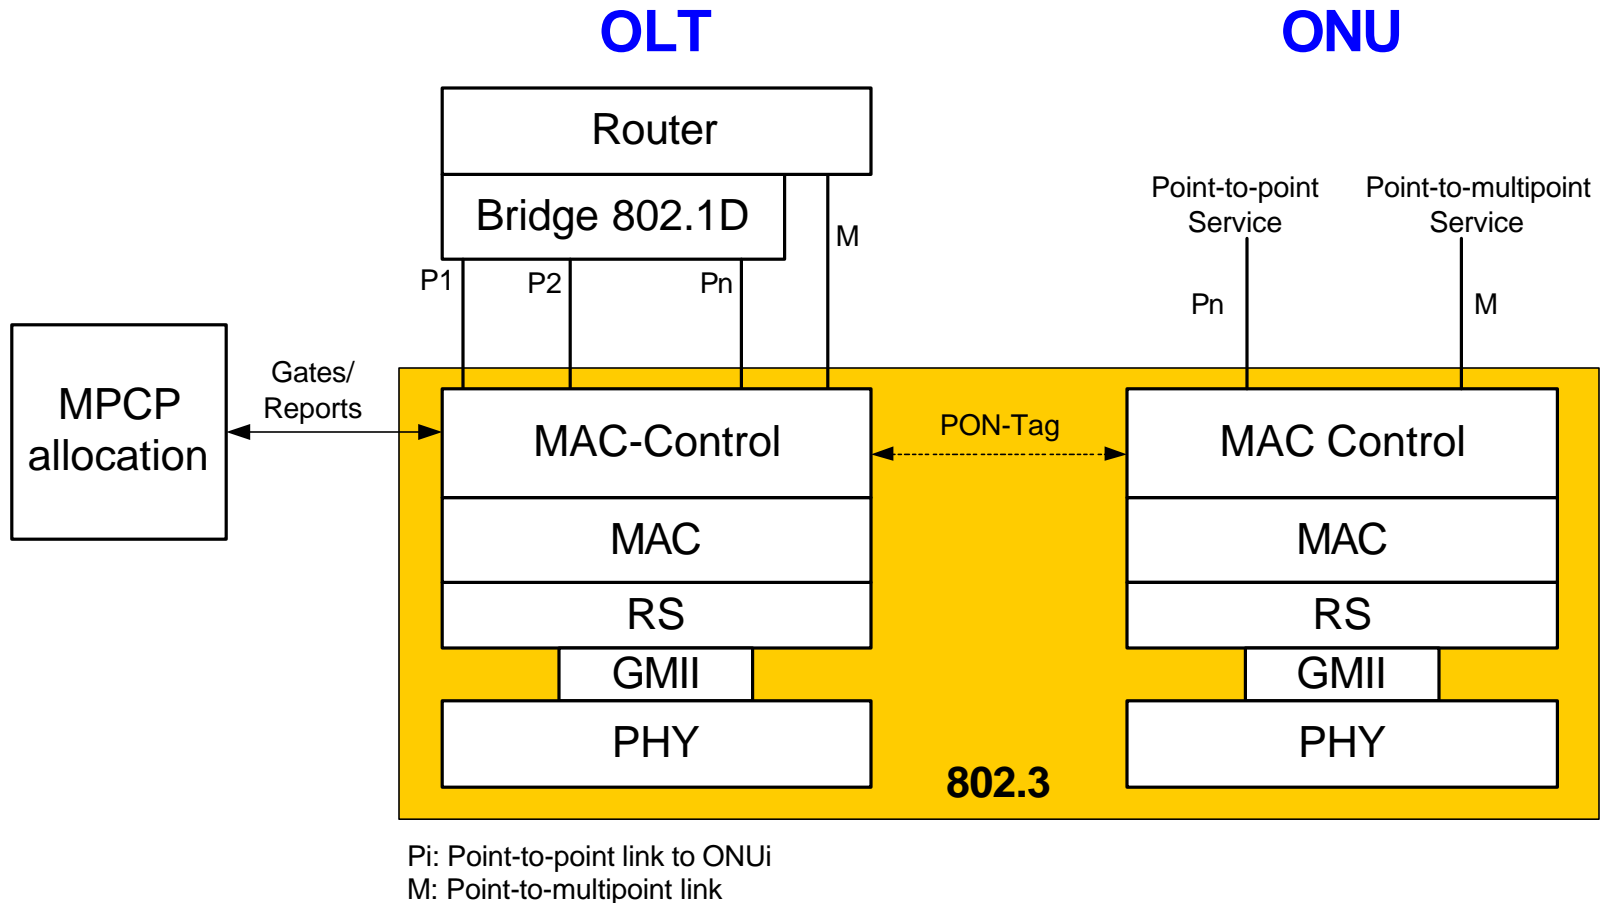 OLT
ONU
Router
Bridge 802.1D
Point-to-point
Service
Point-to-multipoint
Service
M
P1
P2
Pn
Pn
M
MPCP
allocation
Gates/
Reports
MAC-Control
PON-Tag
MAC Control
MAC
MAC
RS
RS
GMII
GMII
PHY
PHY
802.3
Pi: Point-to-point link to ONUi
M: Point-to-multipoint link